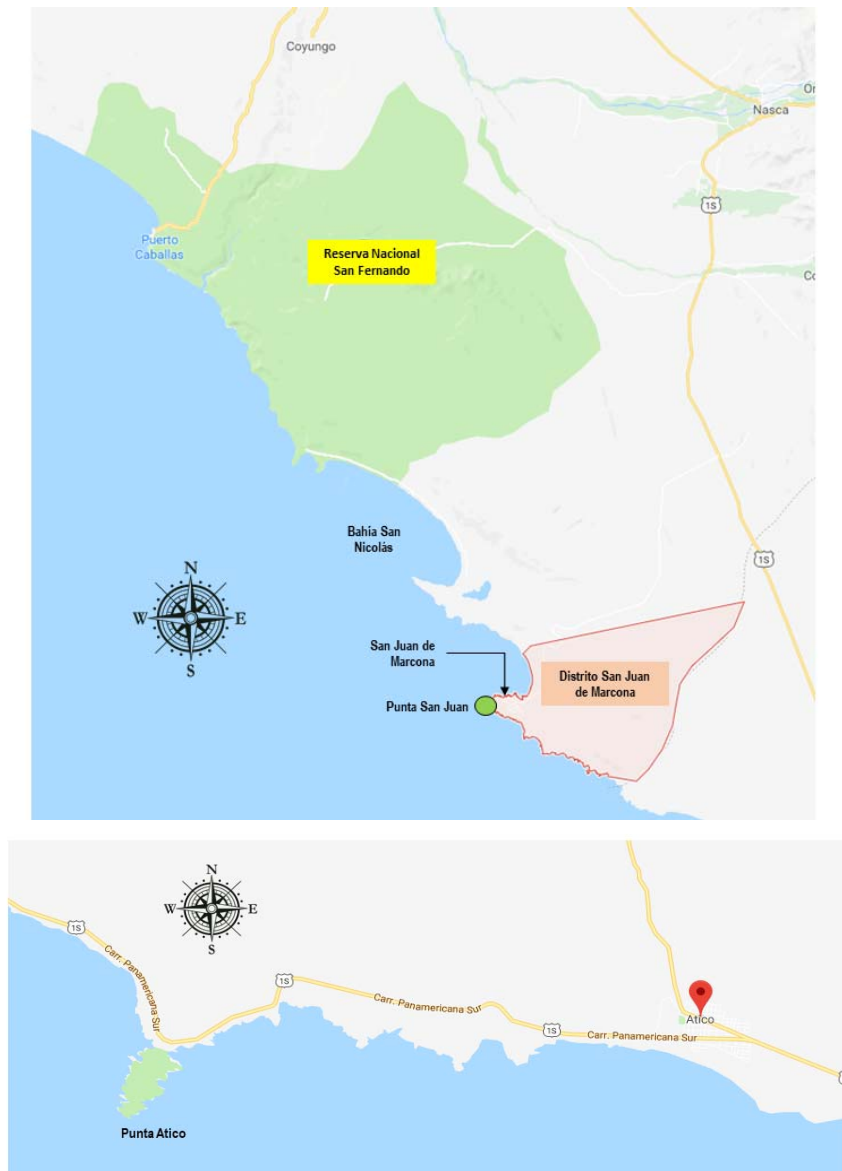 Coyungo
Nasca
1S
Puerto
Caballas
Reserva Nacional
San Fernando
Bahía San
Nicolás
1S
N
W
E
S
San Juan de
Marcona
Distrito San Juan
de Marcona
Punta San Juan
N
W
E
S
1S
Carr. Panamericana Sur
1S
Carr. Panamericana Sur
1S
Carr. Panamericana Sur
Atico
Punta Atico